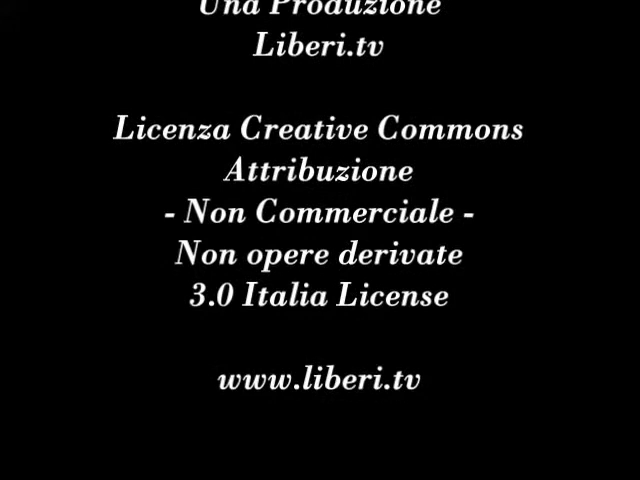 Una Produzione
Liberi.tv
Licenza Creative Commons
Attribuzione
- Non Commerciale -
Non opere derivate
3.0 Italia License
www.liberi.tv